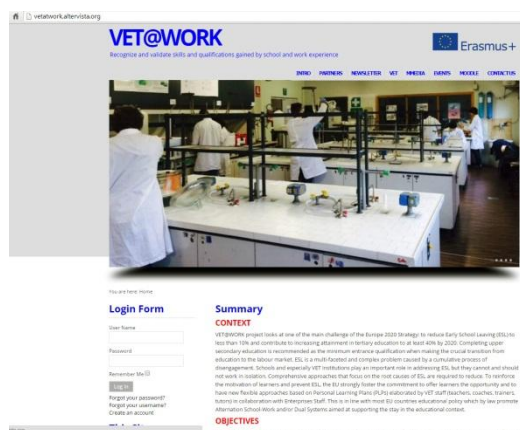 vetatwork.altervista.org
VET@WORK
Recognize and validate skills and qualifications gained by school and work experience
Erasmus+
INTRO PARTNERS NEWSLETTER VET MMEDIA EVENTS MOODLE CONTACTUS
You are here: Home
Login Form
User Name
Password
Remember Me
Log in
Forgot your password?
Forgot your username?
Create an account
Summary
CONTEXT
VET@WORK project looks at one of the main challenge of the Europe 2020 Strategy: to reduce Early School Leaving (ESL) to
less than 10% and contribute to increasing attainment in tertiary education to at least 40% by 2020. Completing upper
secondary education is recommended as the minimum entrance qualification when making the crucial transition from
education to the labour market. ESL is a multi-faceted and complex problem caused by a cumulative process of
disengagement. Schools and especially VET Institutions play an important role in addressing ESL but they cannot and should
not work in isolation. Comprehensive approaches that focus on the root causes of ESL are required to reduce. To reinforce
the motivation of learners and prevent ESL, the EU strongly foster the commitment to offer learners the opportunity and to
have new flexible approaches based on Personal Learning Plans (PLPs) elaborated by VET staff (teachers, coaches, trainers,
tutors) in collaboration with Enterprises Staff. This is in line with most EU countries educational policy which by law promote
Alternation School-Work and/or Dual Systems aimed at supporting the stay in the educational context.
OBJECTIVES